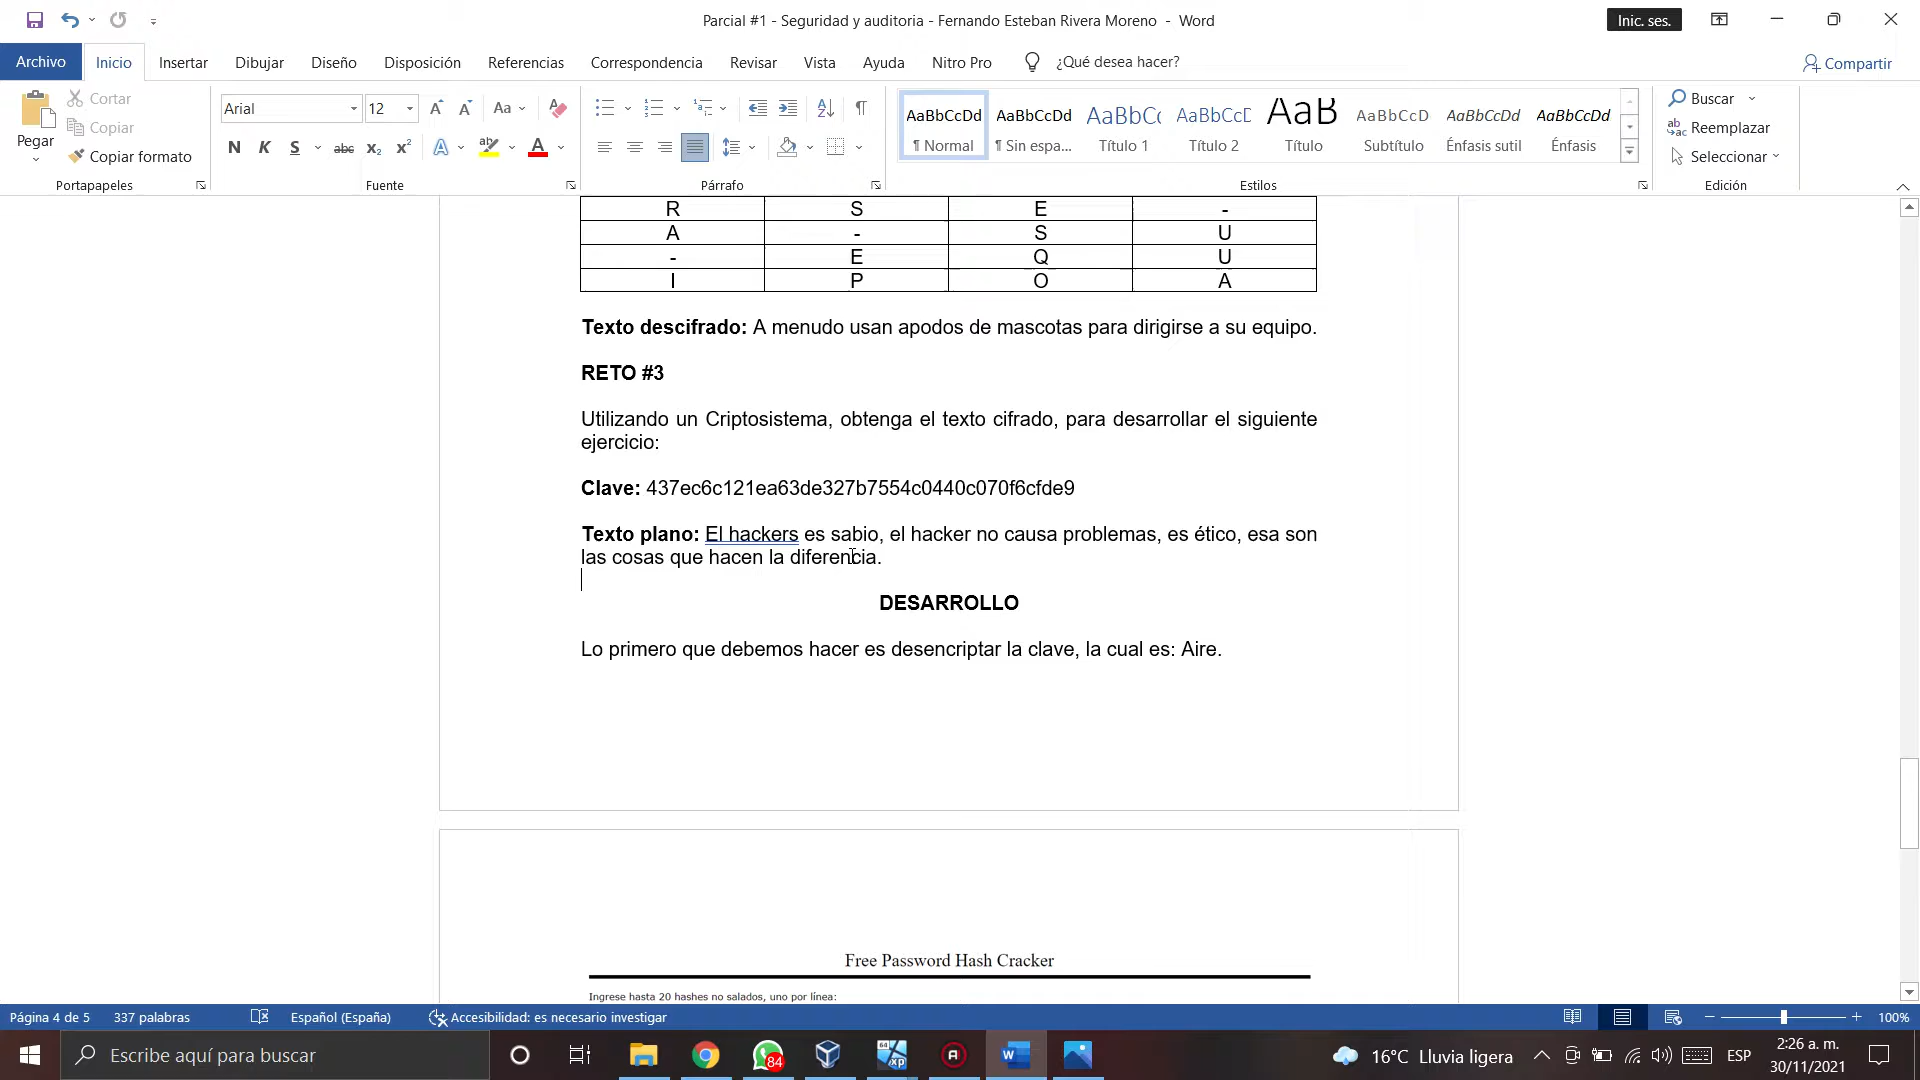 Parcial #1 - Seguridad y auditoria - Fernando Esteban Rivera Moreno - Word
Inic. ses.
Archivo Inicio Insertar Dibujar Diseño Disposición Referencias Correspondencia Revisar Vista Ayuda Nitro Pro ¿Qué desea hacer? Compartir
Pegar
Cortar
Copiar
Copiar formato
Portapapeles
Arial 12
Fuente
Párrafo
AaBbCcDd AaBbCcDd AaBbCc AaBbCcD AaB AaBbCcD AaBbCcDd AaBbCcDd
¶ Normal ¶ Sin espa... Título 1 Título 2 Título Subtítulo Énfasis sutil Énfasis
Estilos
Buscar
Reemplazar
Seleccionar
Edición
R S E -
A - S U
- E Q U
I P O A
Texto descifrado: A menudo usan apodos de mascotas para dirigirse a su equipo.
RETO #3
Utilizando un Criptosistema, obtenga el texto cifrado, para desarrollar el siguiente
ejercicio:
Clave: 437ec6c121ea63de327b7554c0440c070f6cfde9
Texto plano: El hackers es sabio, el hacker no causa problemas, es ético, esa son
las cosas que hacen la diferencia.
DESARROLLO
Lo primero que debemos hacer es desencriptar la clave, la cual es: Aire.
Free Password Hash Cracker
Ingrese hasta 20 hashes no salados, uno por línea:
Página 4 de 5 337 palabras Español (España) Accesibilidad: es necesario investigar 100%
Escribe aquí para buscar
84
64
xp
16°C Lluvia ligera
ESP
2:26 a. m.
30/11/2021